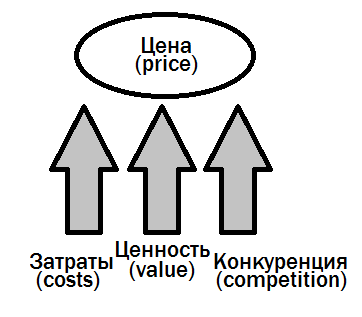 Цена
(price)
Затраты
(costs)
Ценность
(value)
Конкуренция
(competition)